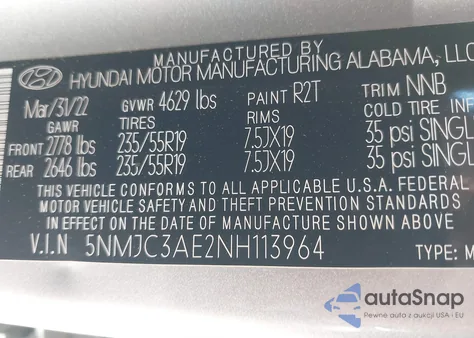 MANUFACTURED BY
HYUNDAI MOTOR MANUFACTURING ALABAMA, LLC
Mar/31/22 GVWR 4629 lbs PAINT R2T TRIM NNB
GAWR TIRES RIMS COLD TIRE INF
FRONT 2778 lbs 235/55R19 7.5JX19 35 psi SINGL
REAR 2646 lbs 235/55R19 7.5JX19 35 psi SINGL
THIS VEHICLE CONFORMS TO ALL APPLICABLE U.S.A. FEDERAL
MOTOR VEHICLE SAFETY AND THEFT PREVENTION STANDARDS IN
EFFECT ON THE DATE OF MANUFACTURE SHOWN ABOVE.
V.I.N 5NMJC3AE2NH113964 TYPE: M
autoSnap
Pewne auta z aukcji USA i EU